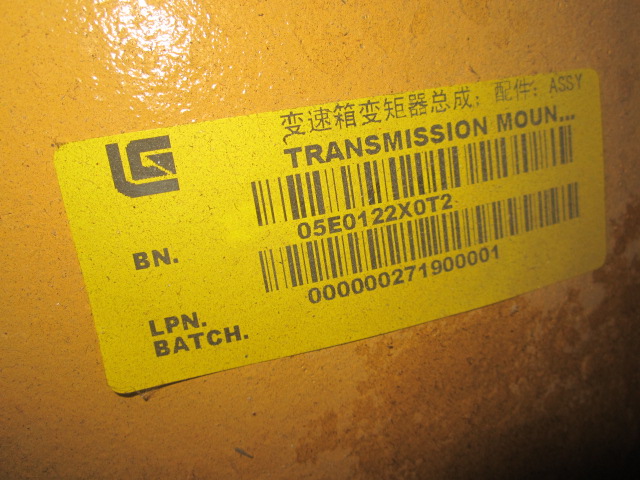 变速箱变矩器总成; 配件: ASSY
TRANSMISSION MOUN...
BN.
05E0122X0T2
000000271900001
LPN.
BATCH.